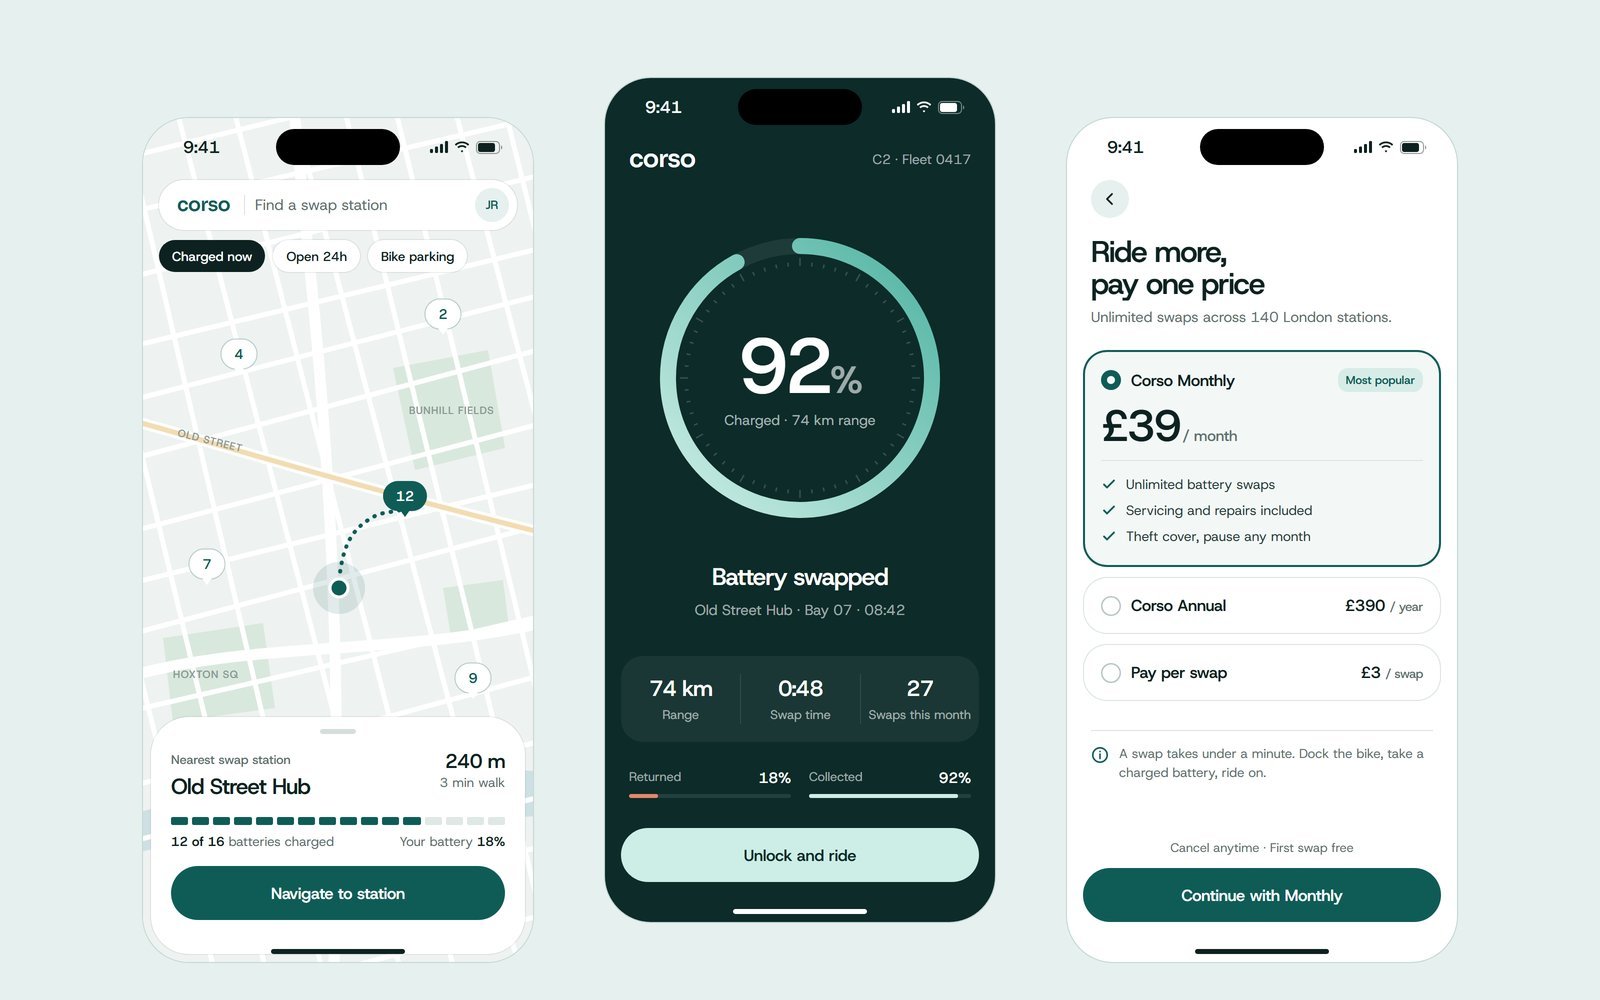 9:41
corso
Find a swap station
JR
Charged now
Open 24h
Bike parking
2
4
BUNHILL FIELDS
OLD STREET
12
7
HOXTON SQ
9
Nearest swap station
240 m
Old Street Hub
3 min walk
12 of 16 batteries charged
Your battery 18%
Navigate to station
9:41
corso
C2 · Fleet 0417
92%
Charged · 74 km range
Battery swapped
Old Street Hub · Bay 07 · 08:42
74 km
Range
0:48
Swap time
27
Swaps this month
Returned
18%
Collected
92%
Unlock and ride
9:41
Ride more,
pay one price
Unlimited swaps across 140 London stations.
Corso Monthly
Most popular
£39 / month
Unlimited battery swaps
Servicing and repairs included
Theft cover, pause any month
Corso Annual
£390 / year
Pay per swap
£3 / swap
A swap takes under a minute. Dock the bike, take a
charged battery, ride on.
Cancel anytime · First swap free
Continue with Monthly